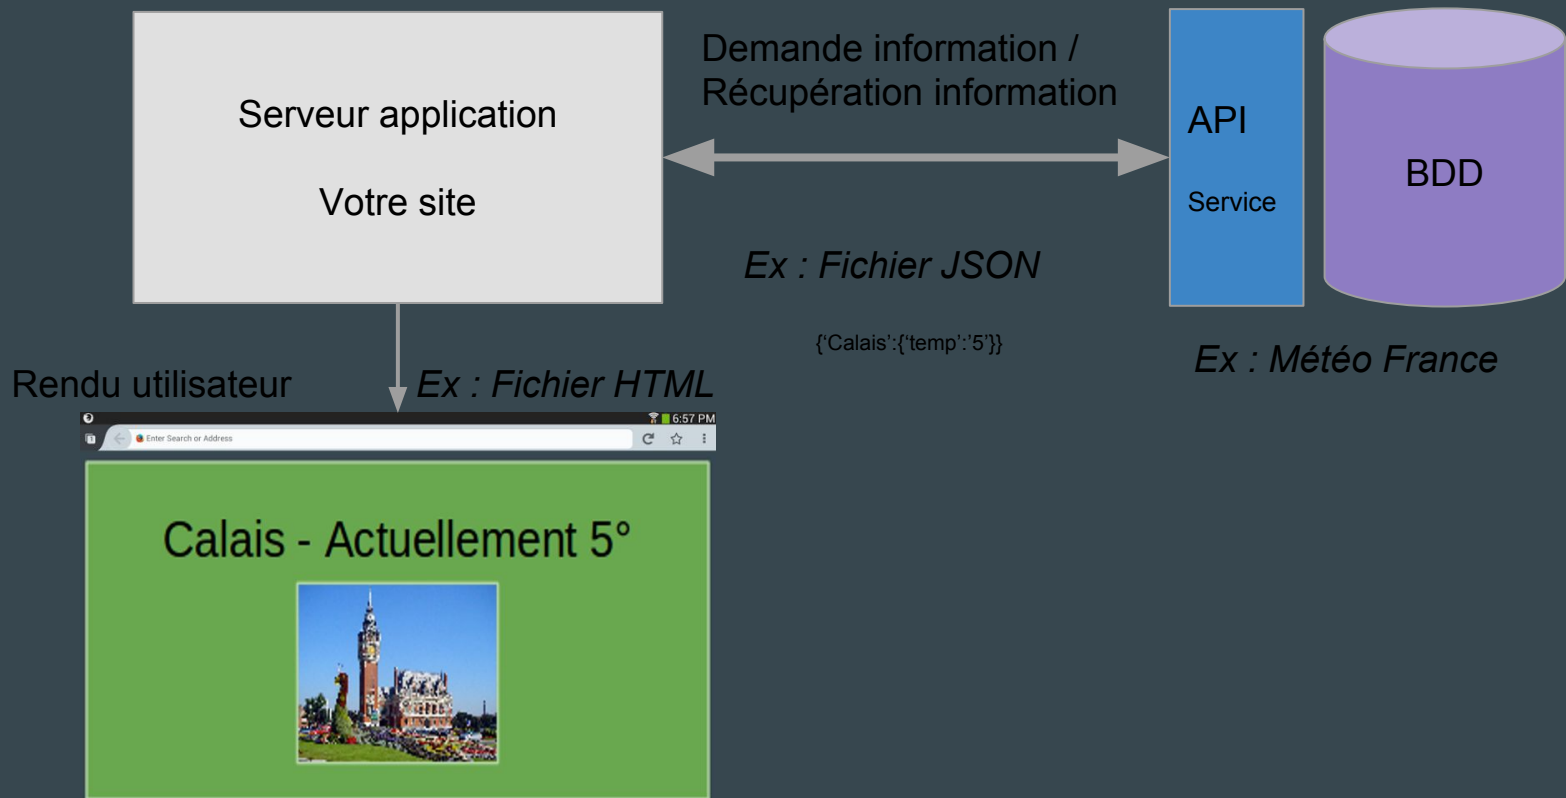 Serveur application
Votre site
Demande information /
Récupération information
API
Service
BDD
Ex : Fichier JSON
{‘Calais’:{‘temp’:’5’}}
Ex : Météo France
Rendu utilisateur
Ex : Fichier HTML
6:57 PM
1
Enter Search or Address
Calais - Actuellement 5°